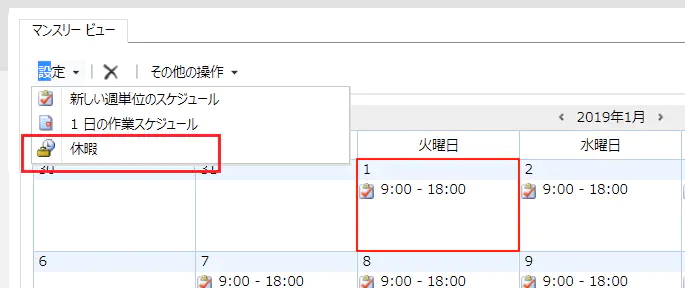 マンスリー ビュー
設定
その他の操作
新しい週単位のスケジュール
1 日の作業スケジュール
休暇
2019年1月
火曜日 水曜日
30 31 1 2
9:00 - 18:00 9:00 - 18:00
6 7 8 9
9:00 - 18:00 9:00 - 18:00 9:00 - 18:00